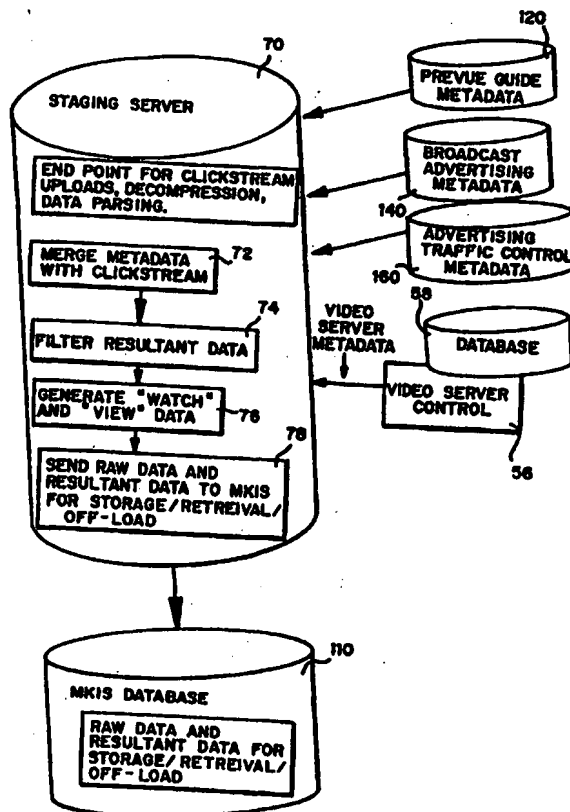 70
120
STAGING SERVER
PREVUE GUIDE
METADATA
END POINT FOR CLICKSTREAM
UPLOADS, DECOMPRESSION,
DATA PARSING.
BROADCAST
ADVERTISING
METADATA
140
72
MERGE METADATA
WITH CLICKSTREAM
ADVERTISING
TRAFFIC CONTROL
METADATA
160
74
FILTER RESULTANT DATA
VIDEO
SERVER
METADATA
58
DATABASE
GENERATE "WATCH"
AND "VIEW" DATA
76
VIDEO SERVER
CONTROL
56
78
SEND RAW DATA AND
RESULTANT DATA TO MKIS
FOR STORAGE/RETREIVAL/
OFF-LOAD
110
MKIS DATABASE
RAW DATA AND
RESULTANT DATA FOR
STORAGE/RETREIVAL/
OFF-LOAD